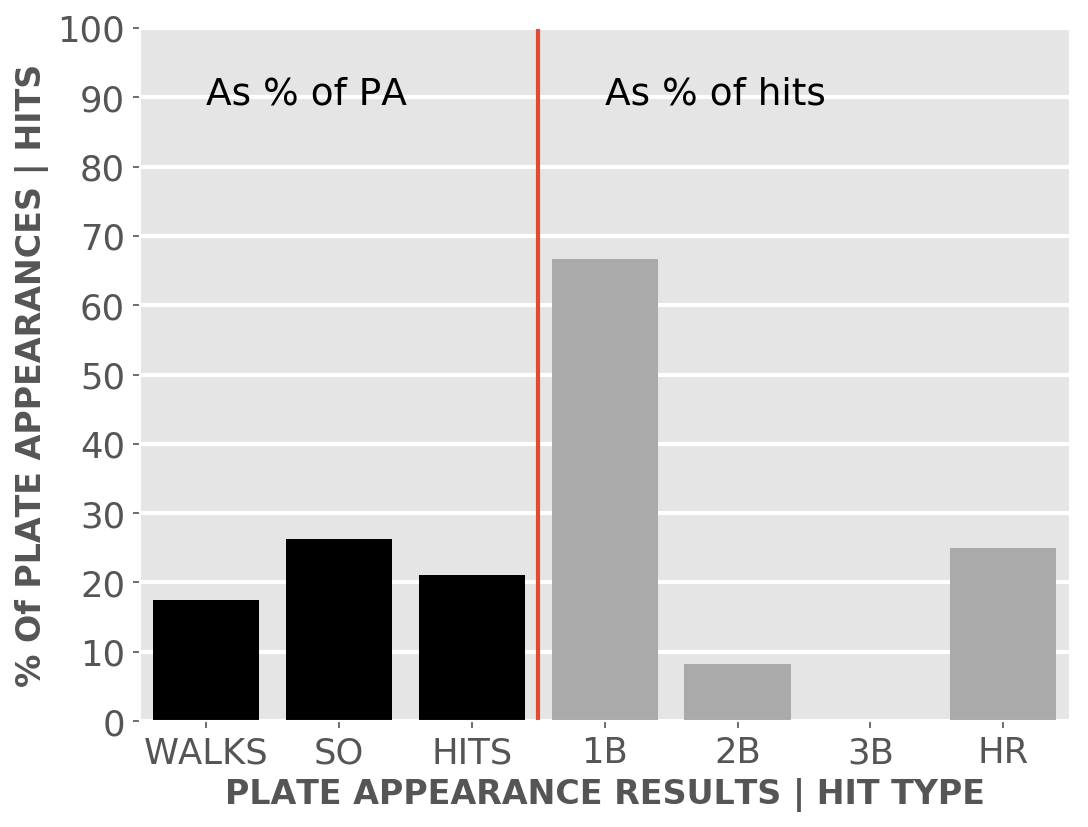 % Of PLATE APPEARANCES | HITS
100
90
80
70
60
50
40
30
20
10
0
As % of PA
As % of hits
WALKS SO HITS 1B 2B 3B HR
PLATE APPEARANCE RESULTS | HIT TYPE